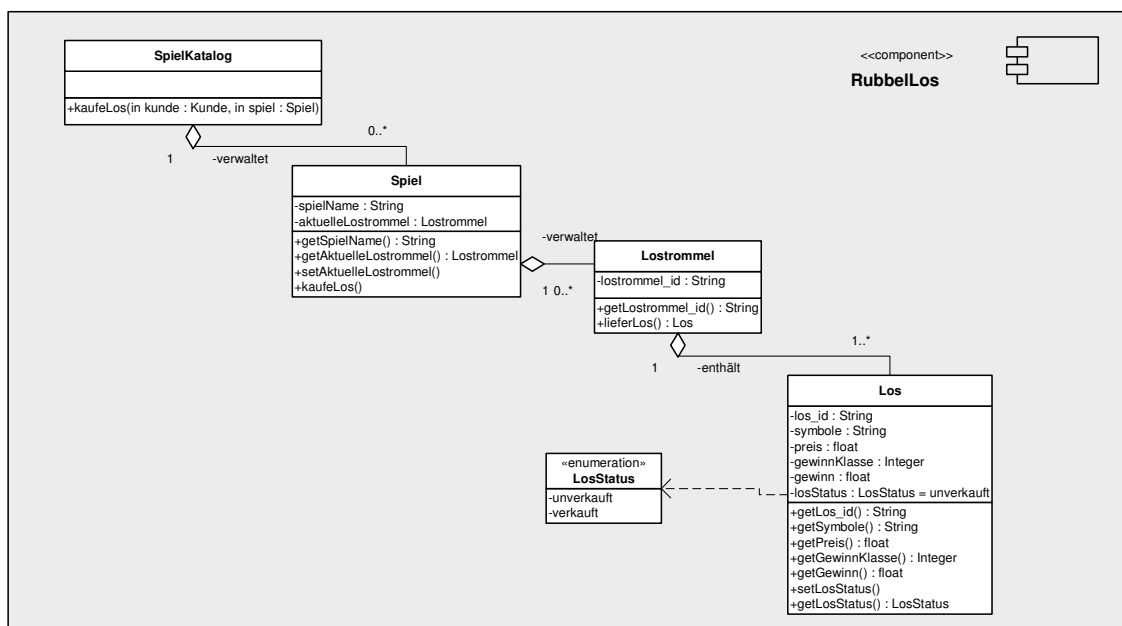 SpielKatalog
+kaufeLos(in kunde : Kunde, in spiel : Spiel)
<<component>>
RubbelLos
1
-verwaltet
0..*
Spiel
-spielName : String
-aktuelleLostrommel : Lostrommel
+getSpielName() : String
+getAktuelleLostrommel() : Lostrommel
+setAktuelleLostrommel()
+kaufeLos()
-verwaltet
1 0..*
Lostrommel
-lostrommel_id : String
+getLostrommel_id() : String
+lieferLos() : Los
1
-enthält
1..*
Los
-los_id : String
-symbole : String
-preis : float
-gewinnKlasse : Integer
-gewinn : float
-losStatus : LosStatus = unverkauft
+getLos_id() : String
+getSymbole() : String
+getPreis() : float
+getGewinnKlasse() : Integer
+getGewinn() : float
+setLosStatus()
+getLosStatus() : LosStatus
«enumeration»
LosStatus
-unverkauft
-verkauft